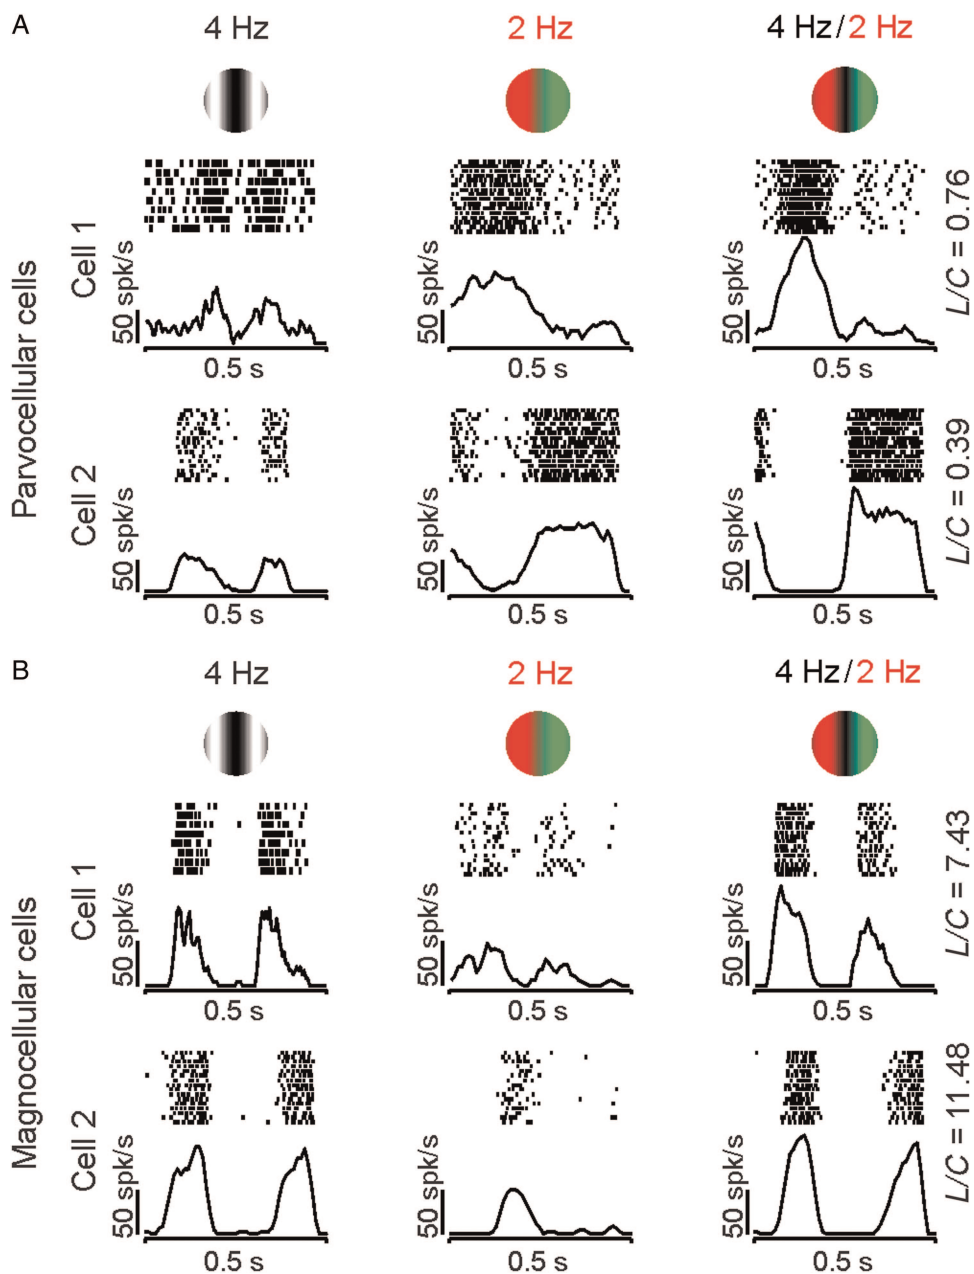 A
4 Hz
2 Hz
4 Hz/2 Hz
Parvocellular cells
Cell 1
50 spk/s
0.5 s
50 spk/s
0.5 s
50 spk/s
0.5 s
L/C = 0.76
Cell 2
50 spk/s
0.5 s
50 spk/s
0.5 s
50 spk/s
0.5 s
L/C = 0.39
B
4 Hz
2 Hz
4 Hz/2 Hz
Magnocellular cells
Cell 1
50 spk/s
0.5 s
50 spk/s
0.5 s
50 spk/s
0.5 s
L/C = 7.43
Cell 2
50 spk/s
0.5 s
50 spk/s
0.5 s
50 spk/s
0.5 s
L/C = 11.48